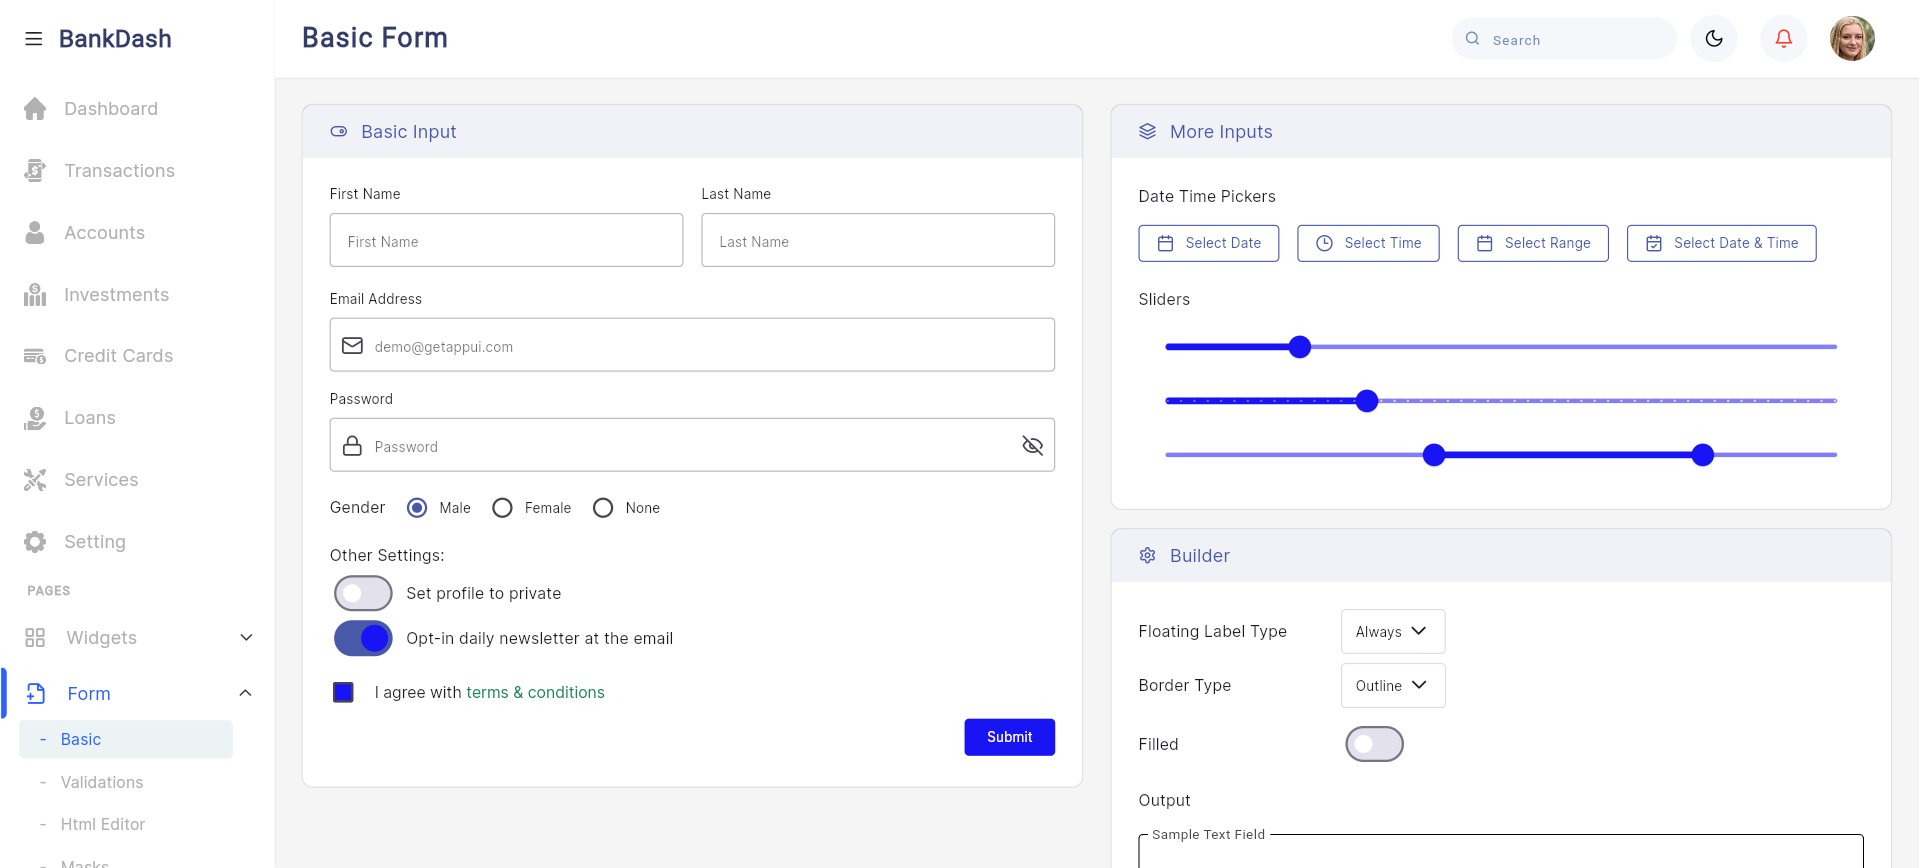 BankDash
Basic Form
Search
Dashboard
Transactions
Accounts
Investments
Credit Cards
Loans
Services
Setting
PAGES
Widgets
Form
- Basic
- Validations
- Html Editor
- Masks
Basic Input
First Name
Last Name
First Name
Last Name
Email Address
demo@getappui.com
Password
Password
Gender Male Female None
Other Settings:
Set profile to private
Opt-in daily newsletter at the email
I agree with terms & conditions
Submit
More Inputs
Date Time Pickers
Select Date Select Time Select Range Select Date & Time
Sliders
Builder
Floating Label Type Always
Border Type Outline
Filled
Output
Sample Text Field